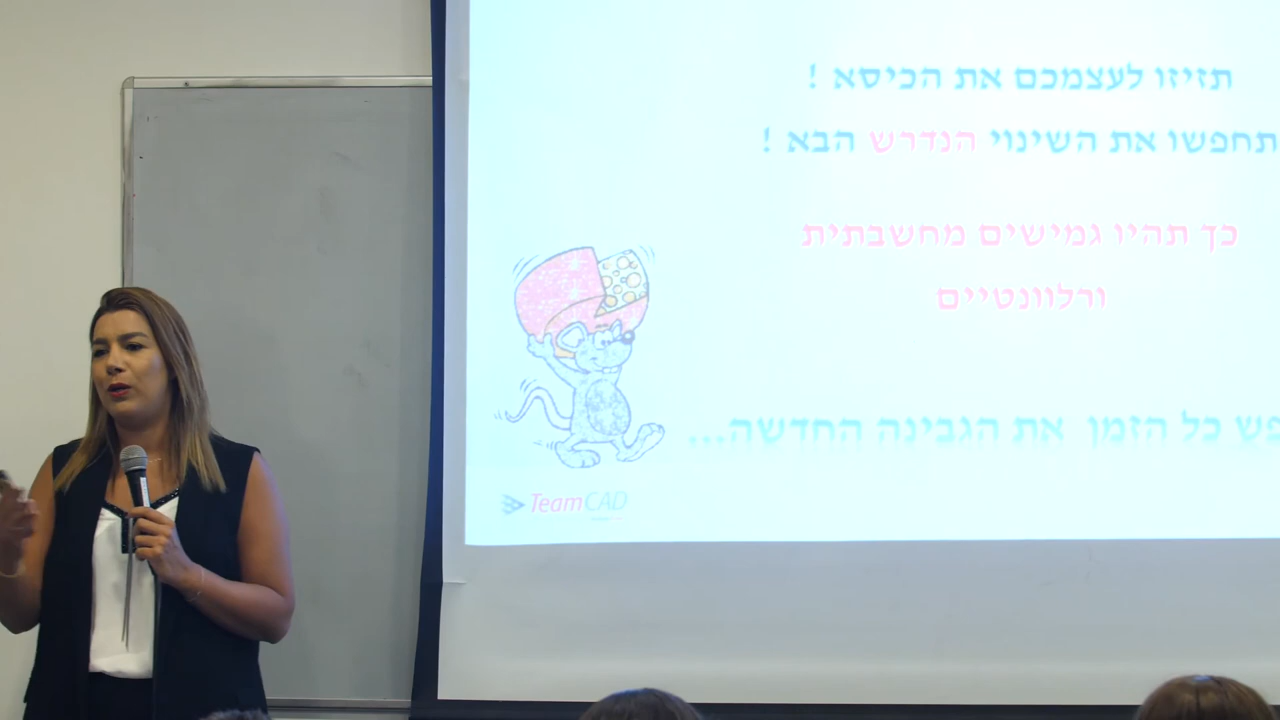 תזיזו לעצמכם את הכיסא !
תחפשו את השינוי הנדרש הבא !
כך תהיו גמישים מחשבתית
ורלוונטיים
כל הזמן את הגבינה החדשה...
TeamCAD